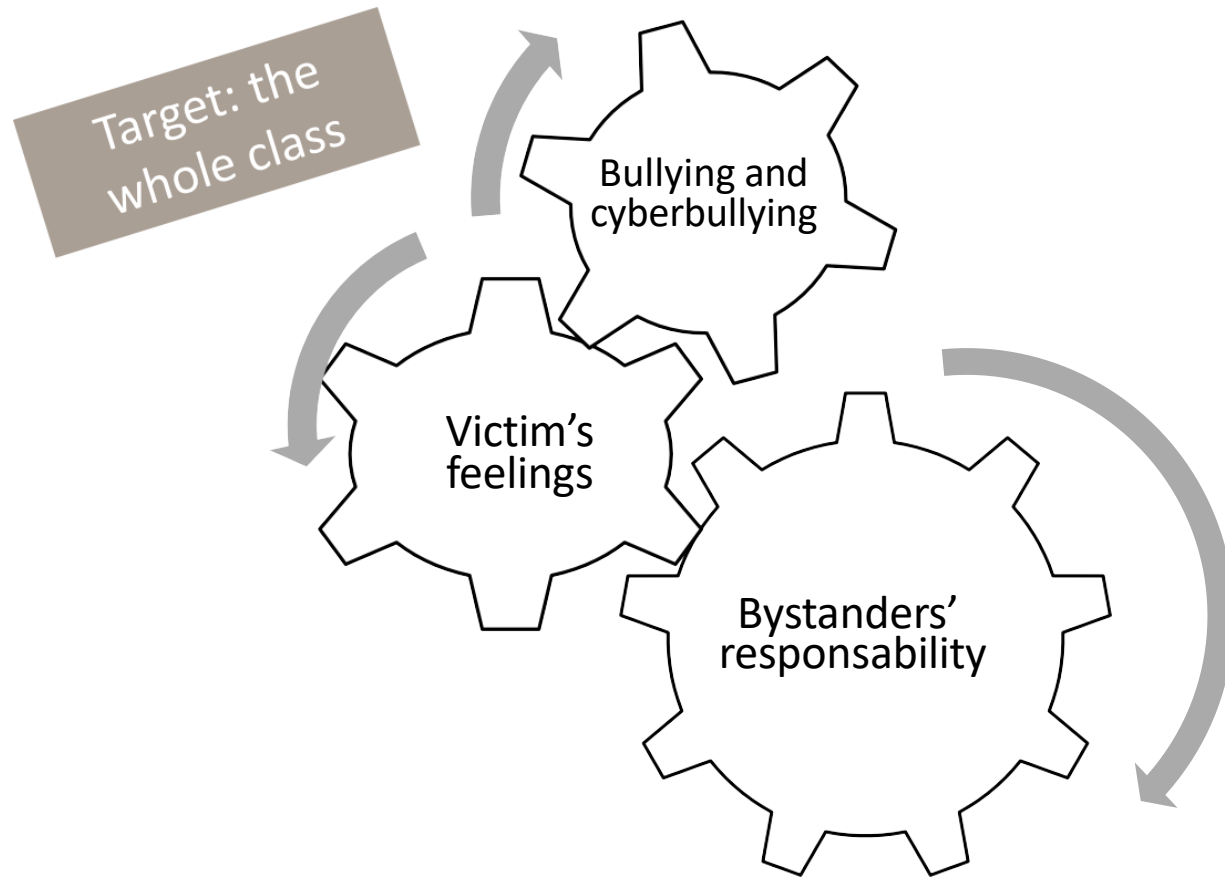 Target: the
whole class
Bullying and
cyberbullying
Victim’s
feelings
Bystanders’
responsability